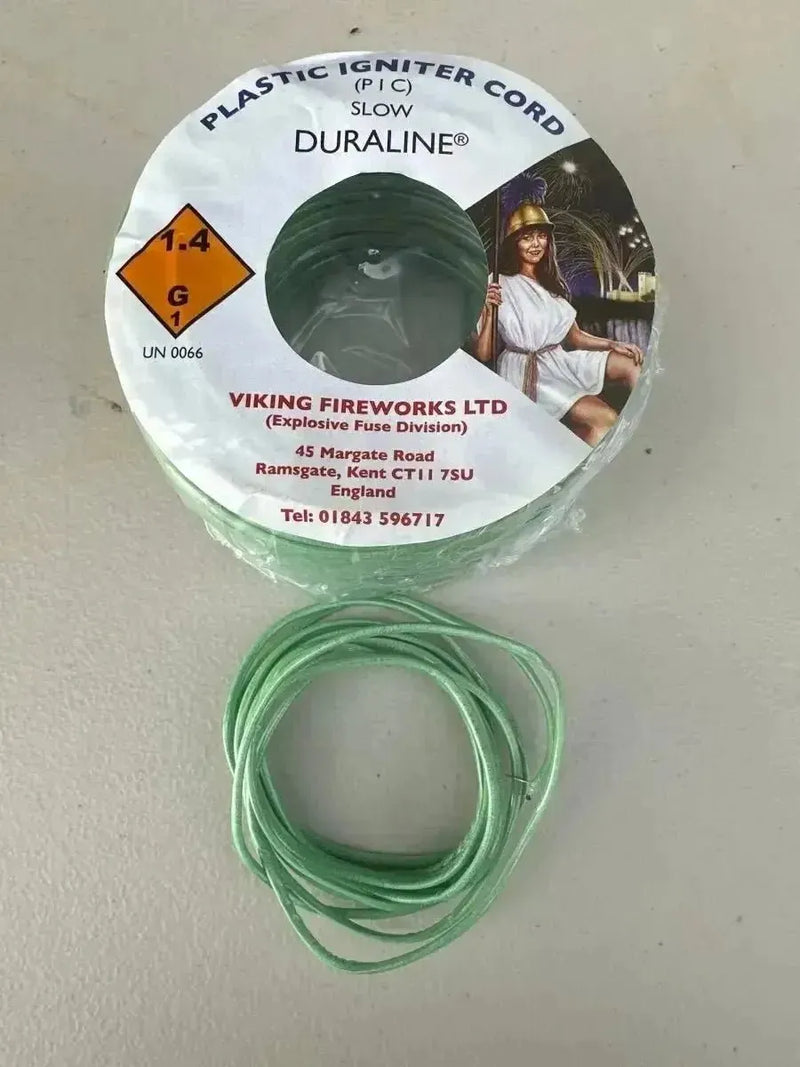 PLASTIC IGNITER CORD
(P I C)
SLOW
DURALINE®
1.4
G
1
UN 0066
VIKING FIREWORKS LTD
(Explosive Fuse Division)
45 Margate Road
Ramsgate, Kent CT11 7SU
England
Tel: 01843 596717